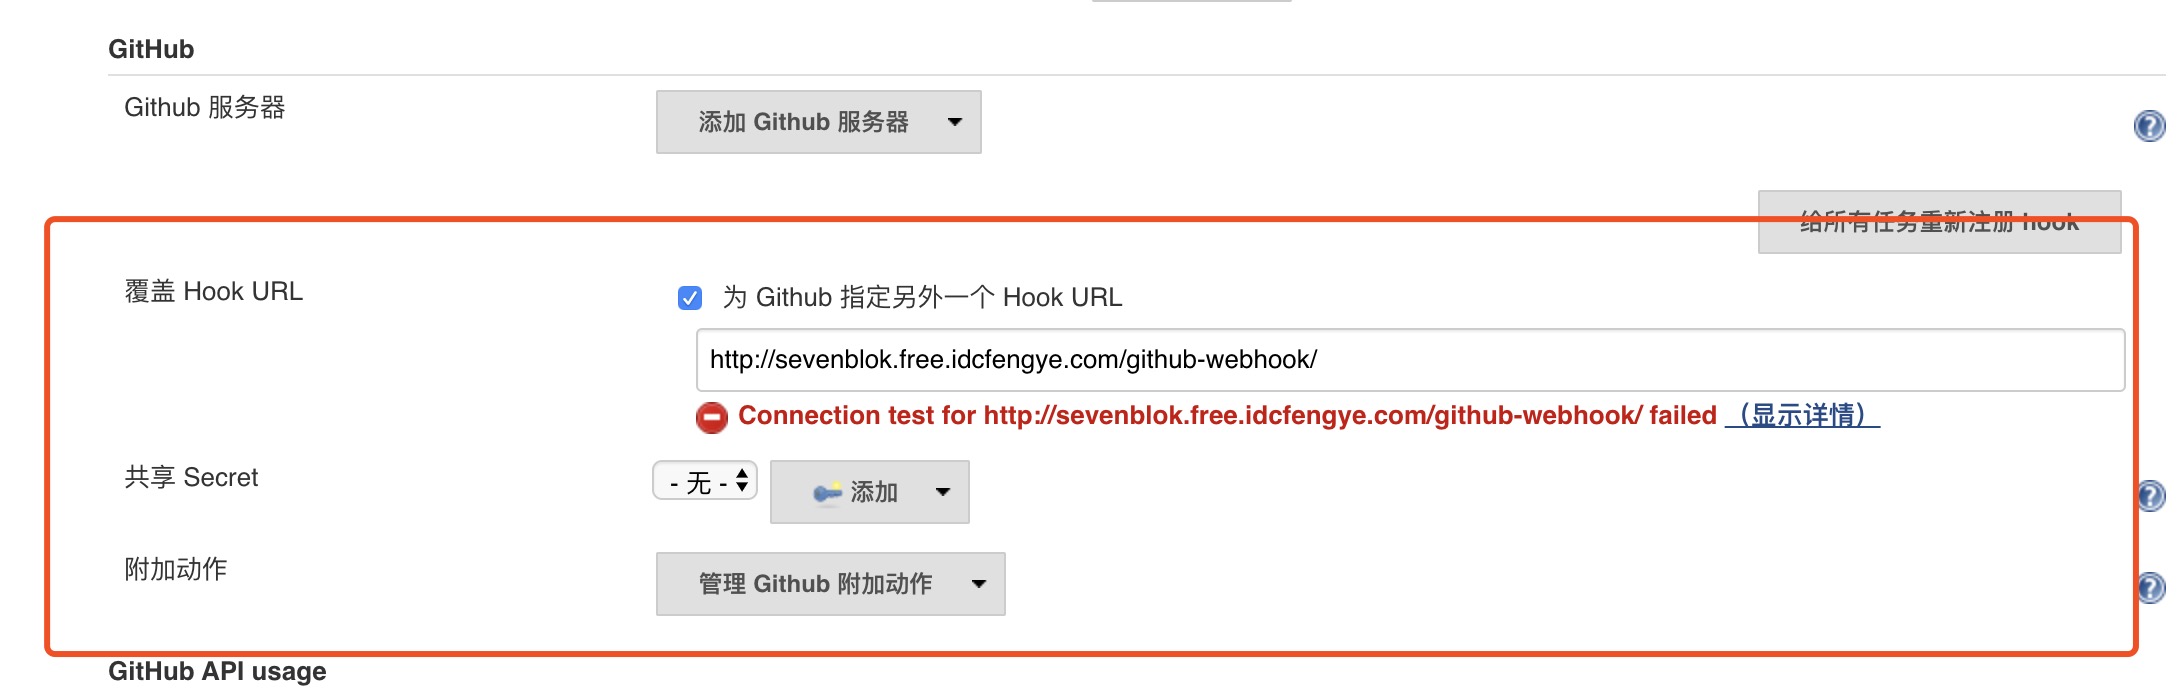 GitHub
Github 服务器
添加 Github 服务器
给所有任务重新注册 hook
覆盖 Hook URL
为 Github 指定另外一个 Hook URL
http://sevenblok.free.idcfengye.com/github-webhook/
Connection test for http://sevenblok.free.idcfengye.com/github-webhook/ failed （显示详情）
共享 Secret
- 无 -
添加
附加动作
管理 Github 附加动作
GitHub API usage